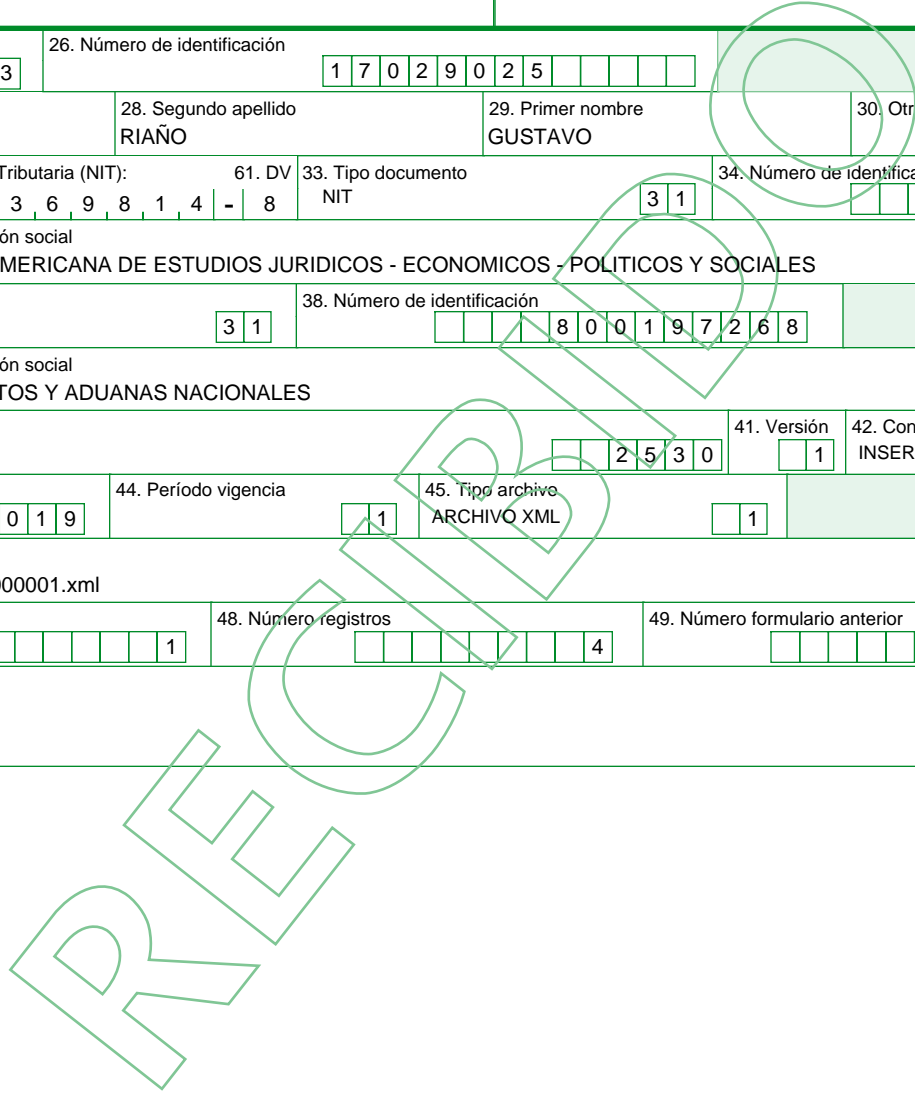 26. Número de identificación
3 1 7 0 2 9 0 2 5
28. Segundo apellido 29. Primer nombre 30. Otr
RIAÑO GUSTAVO
Tributaria (NIT): 61. DV 33. Tipo documento 34. Número de identifica
3 6 9 8 1 4 - 8 NIT 3 1
ón social
MERICANA DE ESTUDIOS JURIDICOS - ECONOMICOS - POLITICOS Y SOCIALES
38. Número de identificación
3 1 8 0 0 1 9 7 2 6 8
ón social
TOS Y ADUANAS NACIONALES
41. Versión 42. Con
2 5 3 0 1 INSER
44. Período vigencia 45. Tipo archivo
0 1 9 1 ARCHIVO XML 1
000001.xml
48. Número registros 49. Número formulario anterior
1 4
RECIBIDO